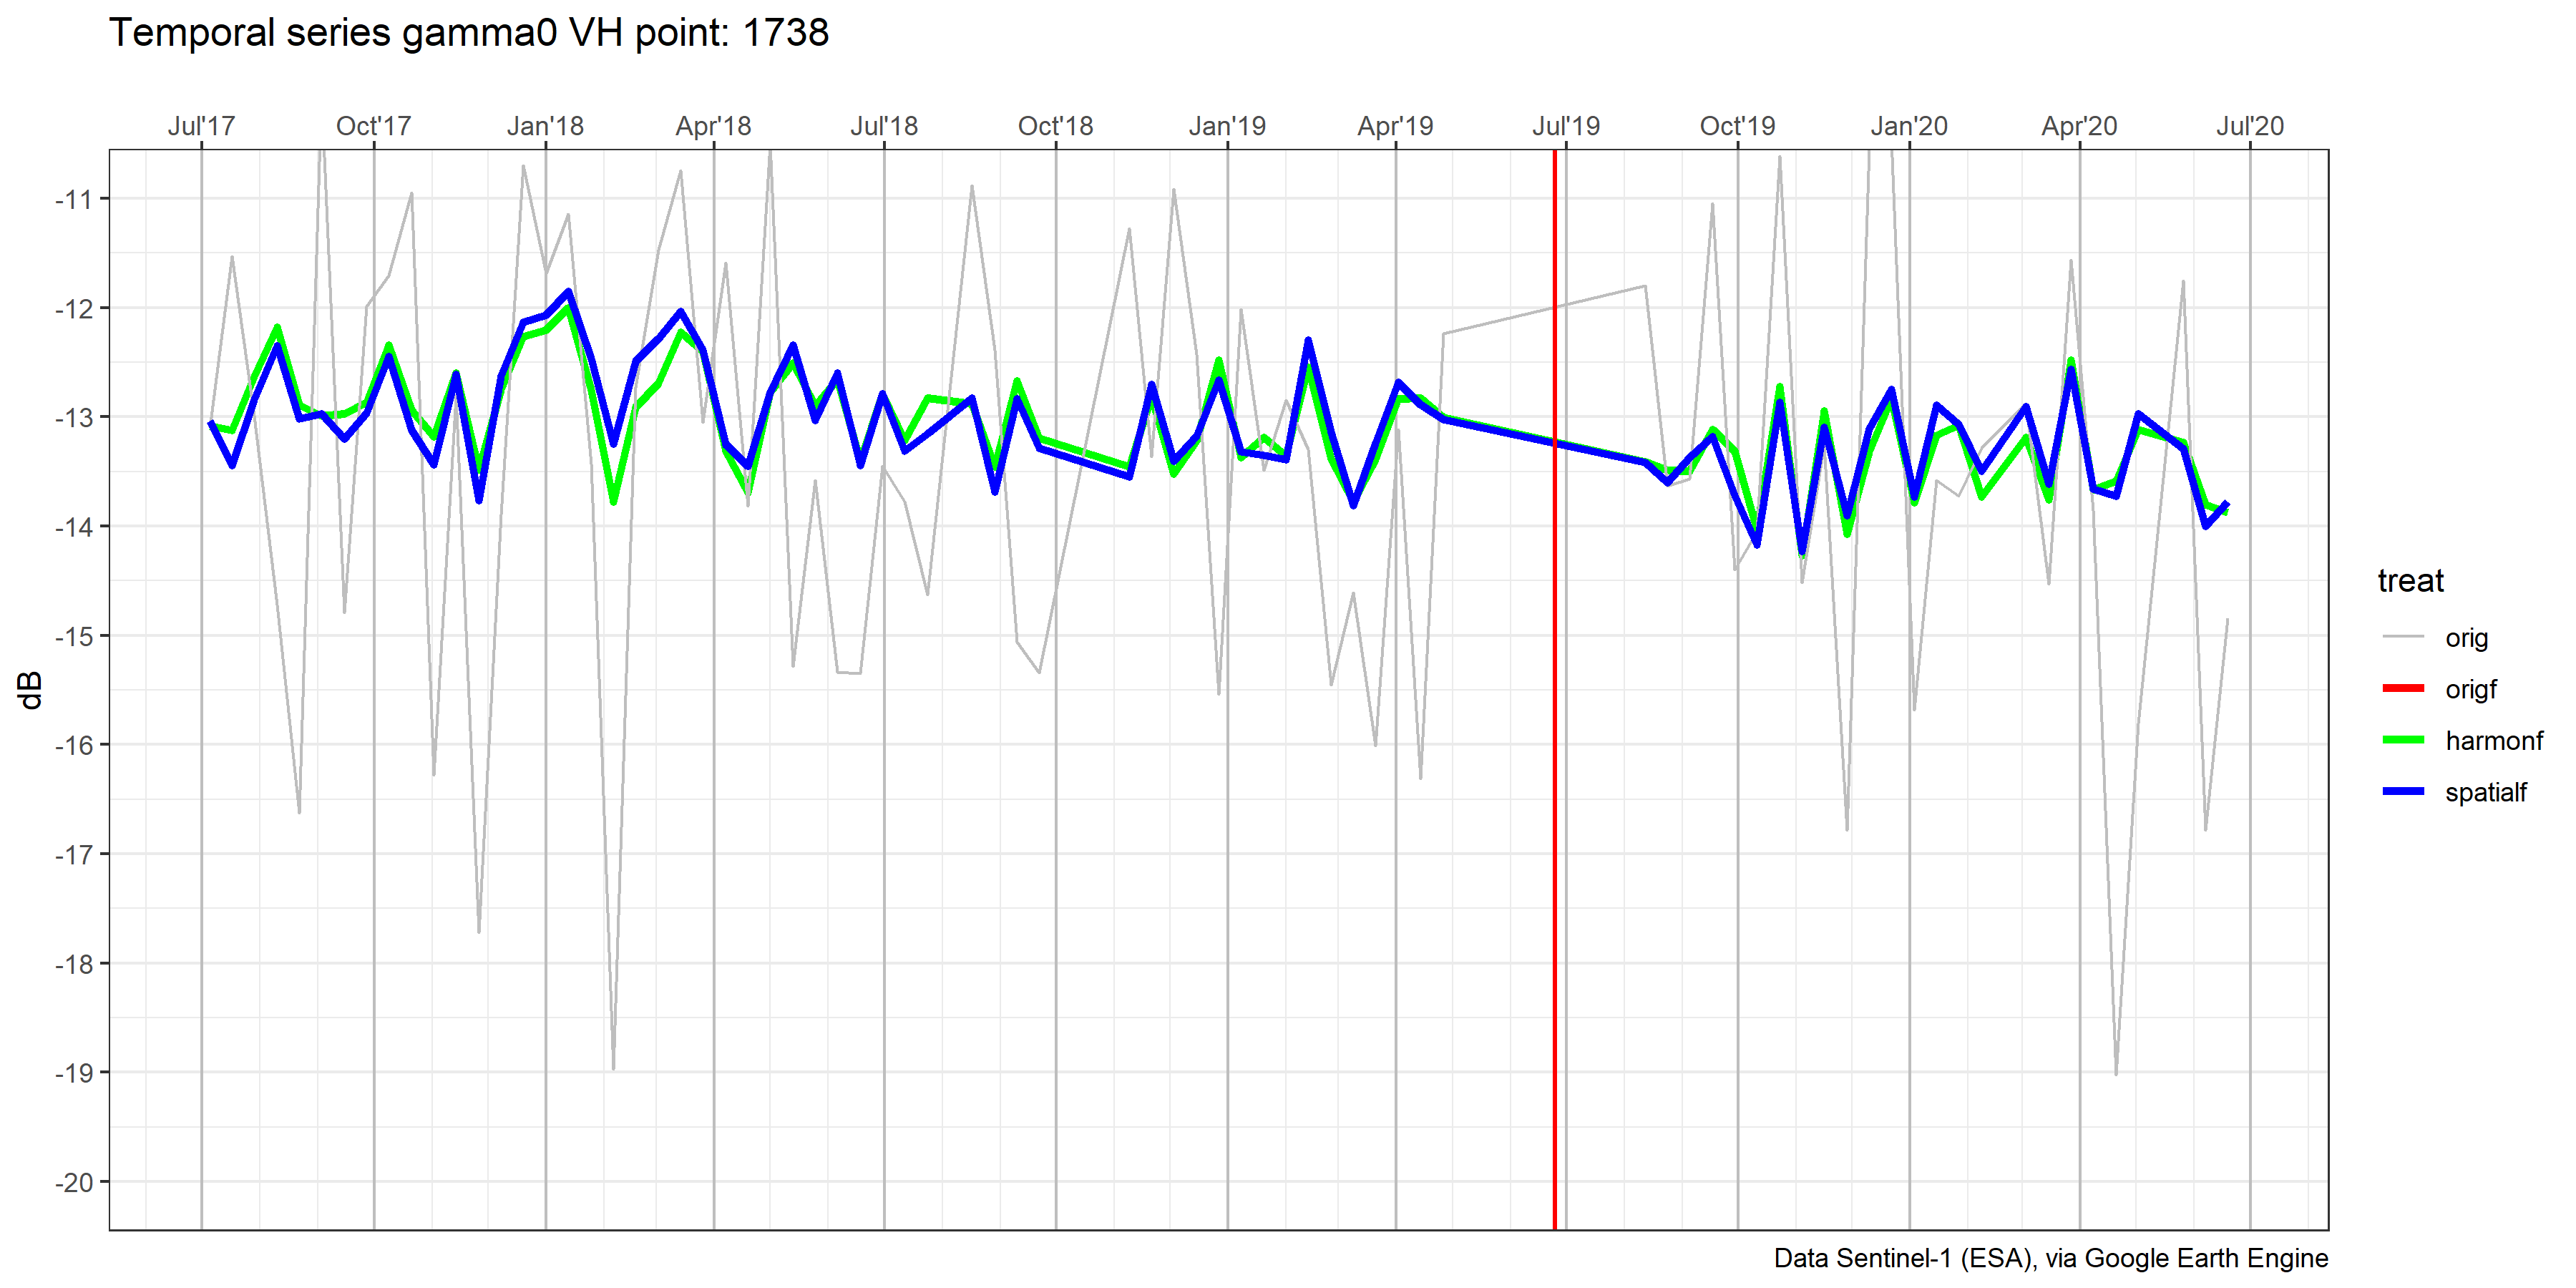 Temporal series gamma0 VH point: 1738
Jul'17 Oct'17 Jan'18 Apr'18 Jul'18 Oct'18 Jan'19 Apr'19 Jul'19 Oct'19 Jan'20 Apr'20 Jul'20
-11
-12
-13
-14
-15
-16
-17
-18
-19
-20
dB
treat
orig
origf
harmonf
spatialf
Data Sentinel-1 (ESA), via Google Earth Engine